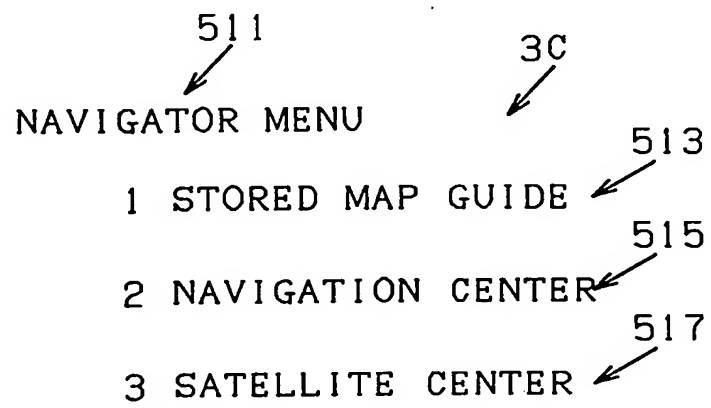 511
3C
NAVIGATOR MENU
513
1 STORED MAP GUIDE
515
2 NAVIGATION CENTER
517
3 SATELLITE CENTER